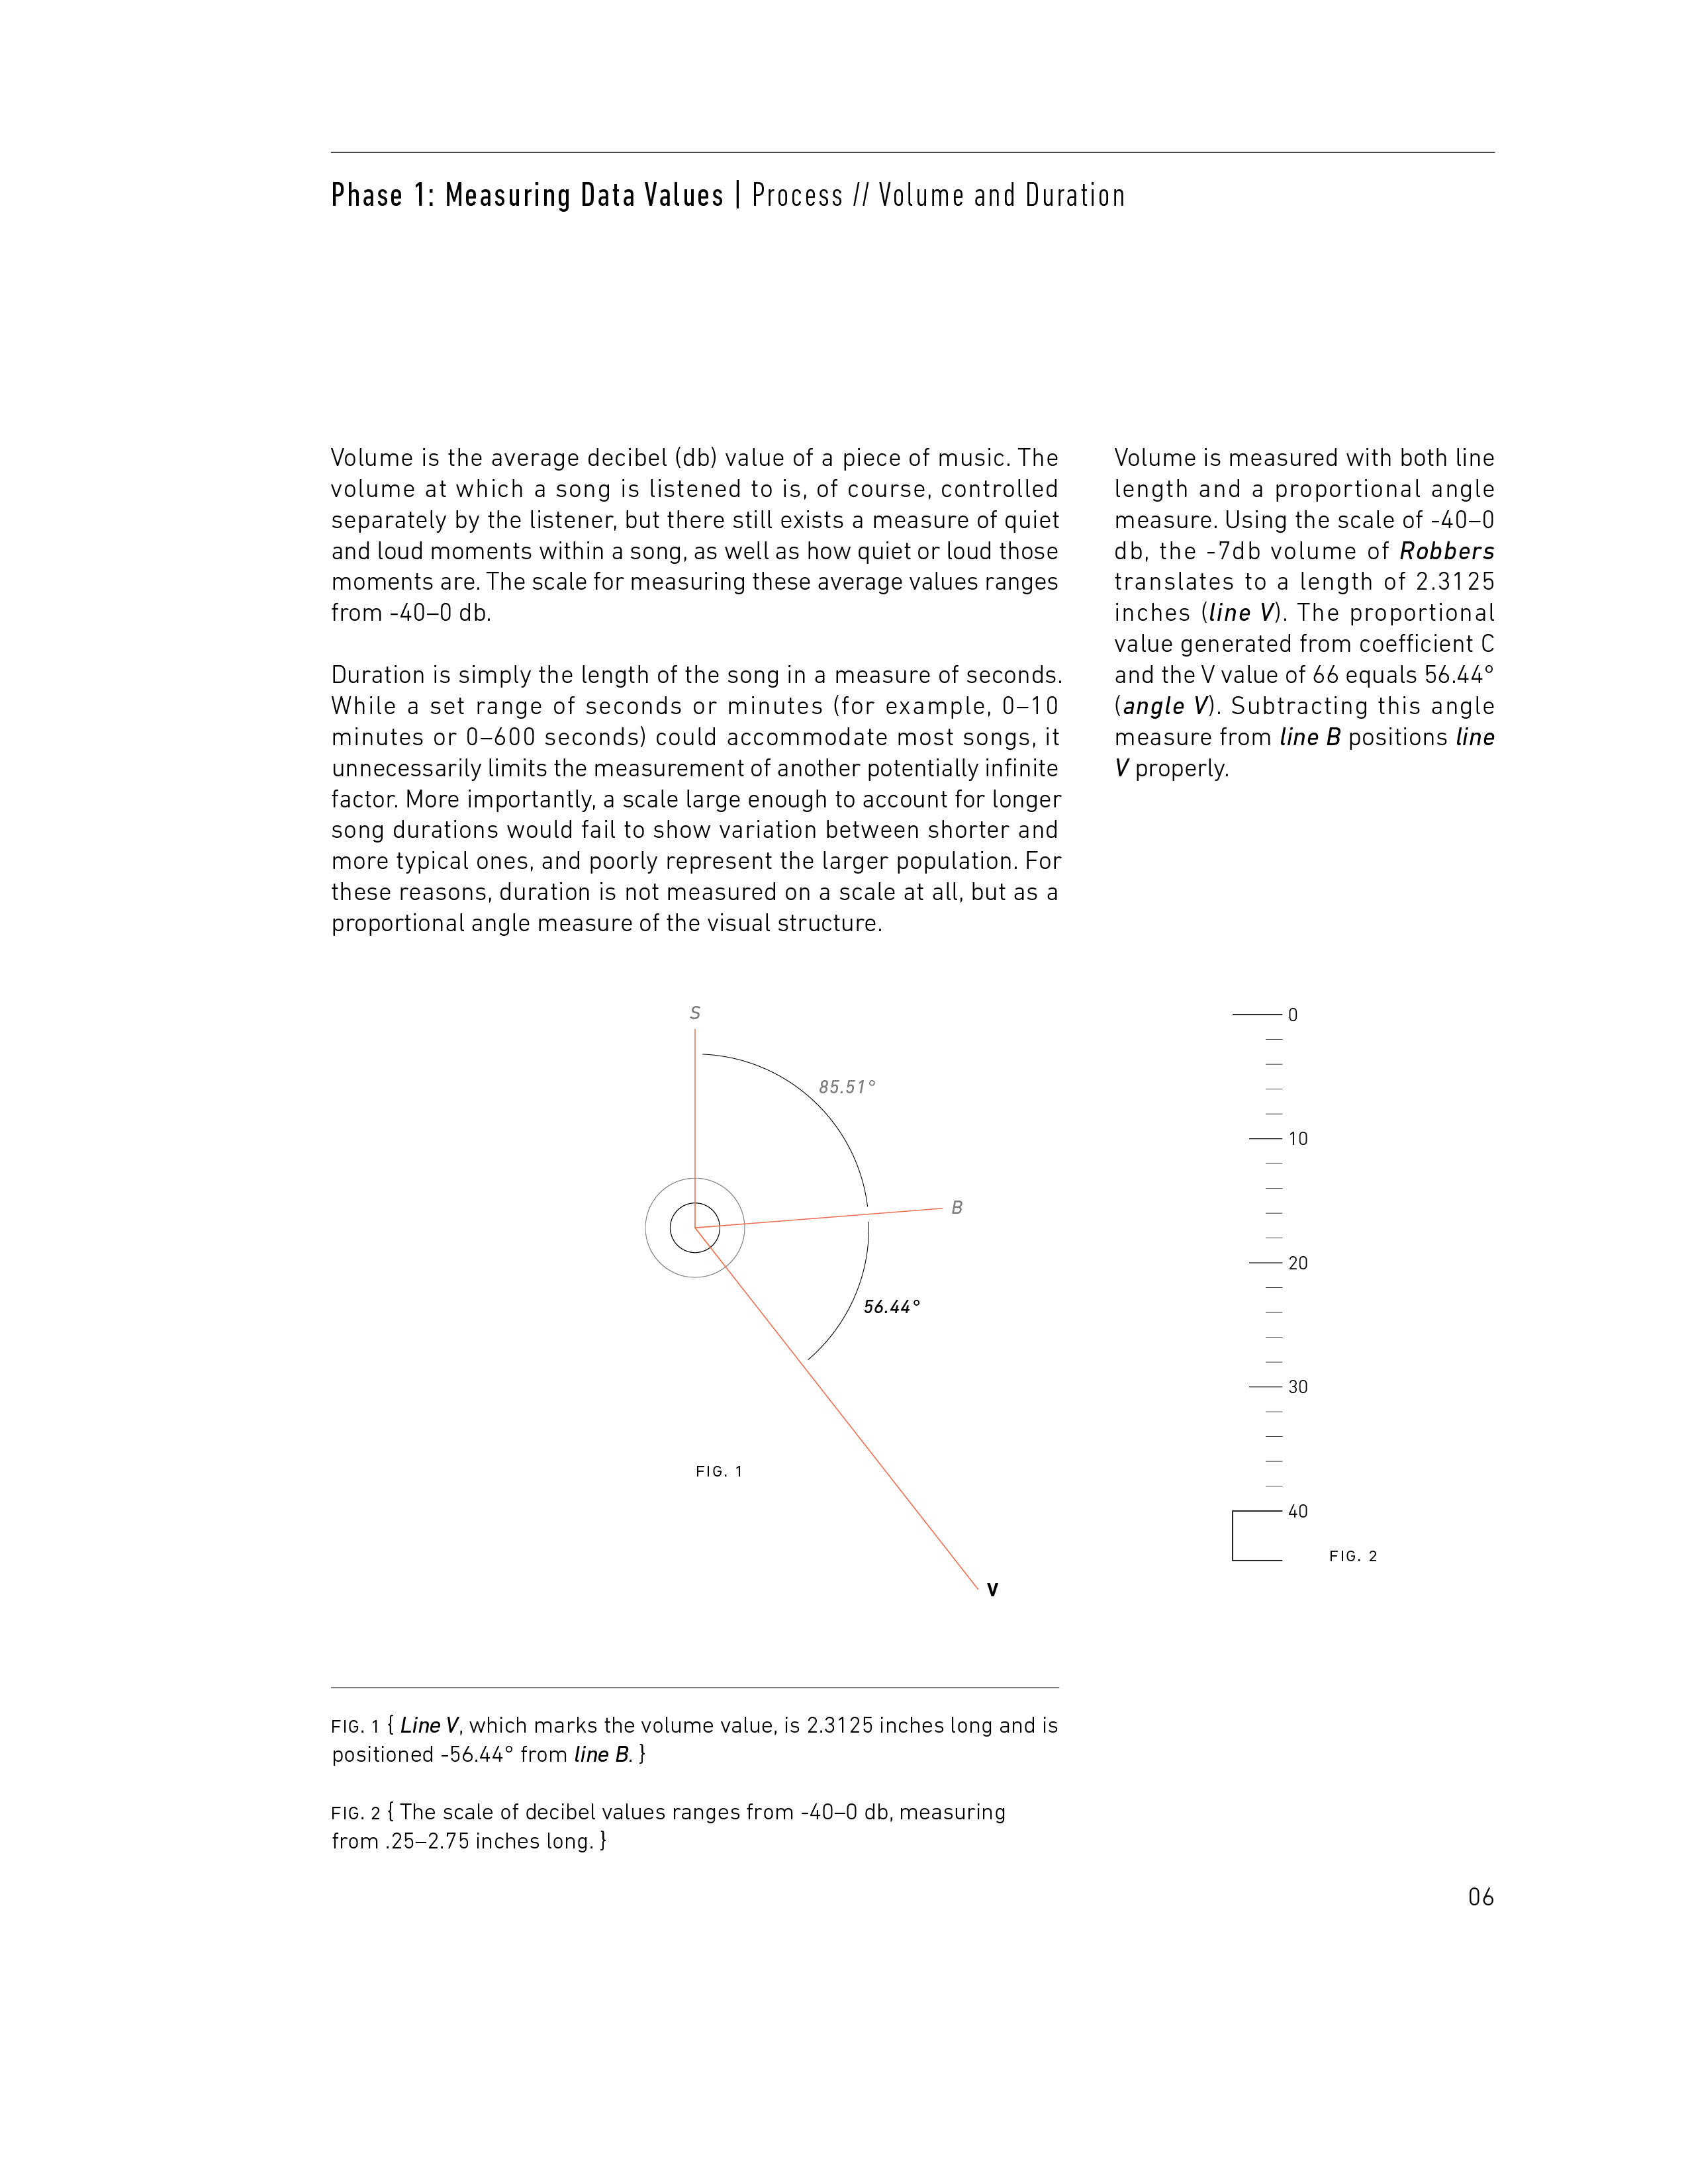 Phase 1: Measuring Data Values | Process // Volume and Duration
Volume is the average decibel (db) value of a piece of music. The
volume at which a song is listened to is, of course, controlled
separately by the listener, but there still exists a measure of quiet
and loud moments within a song, as well as how quiet or loud those
moments are. The scale for measuring these average values ranges
from -40–0 db.
Duration is simply the length of the song in a measure of seconds.
While a set range of seconds or minutes (for example, 0–10
minutes or 0–600 seconds) could accommodate most songs, it
unnecessarily limits the measurement of another potentially infinite
factor. More importantly, a scale large enough to account for longer
song durations would fail to show variation between shorter and
more typical ones, and poorly represent the larger population. For
these reasons, duration is not measured on a scale at all, but as a
proportional angle measure of the visual structure.
Volume is measured with both line
length and a proportional angle
measure. Using the scale of -40–0
db, the -7db volume of Robbers
translates to a length of 2.3125
inches (line V). The proportional
value generated from coefficient C
and the V value of 66 equals 56.44°
(angle V). Subtracting this angle
measure from line B positions line
V properly.
S
85.51°
B
56.44°
V
FIG. 1
0
10
20
30
40
FIG. 2
FIG. 1 { Line V, which marks the volume value, is 2.3125 inches long and is
positioned -56.44° from line B. }
FIG. 2 { The scale of decibel values ranges from -40–0 db, measuring
from .25–2.75 inches long. }
06